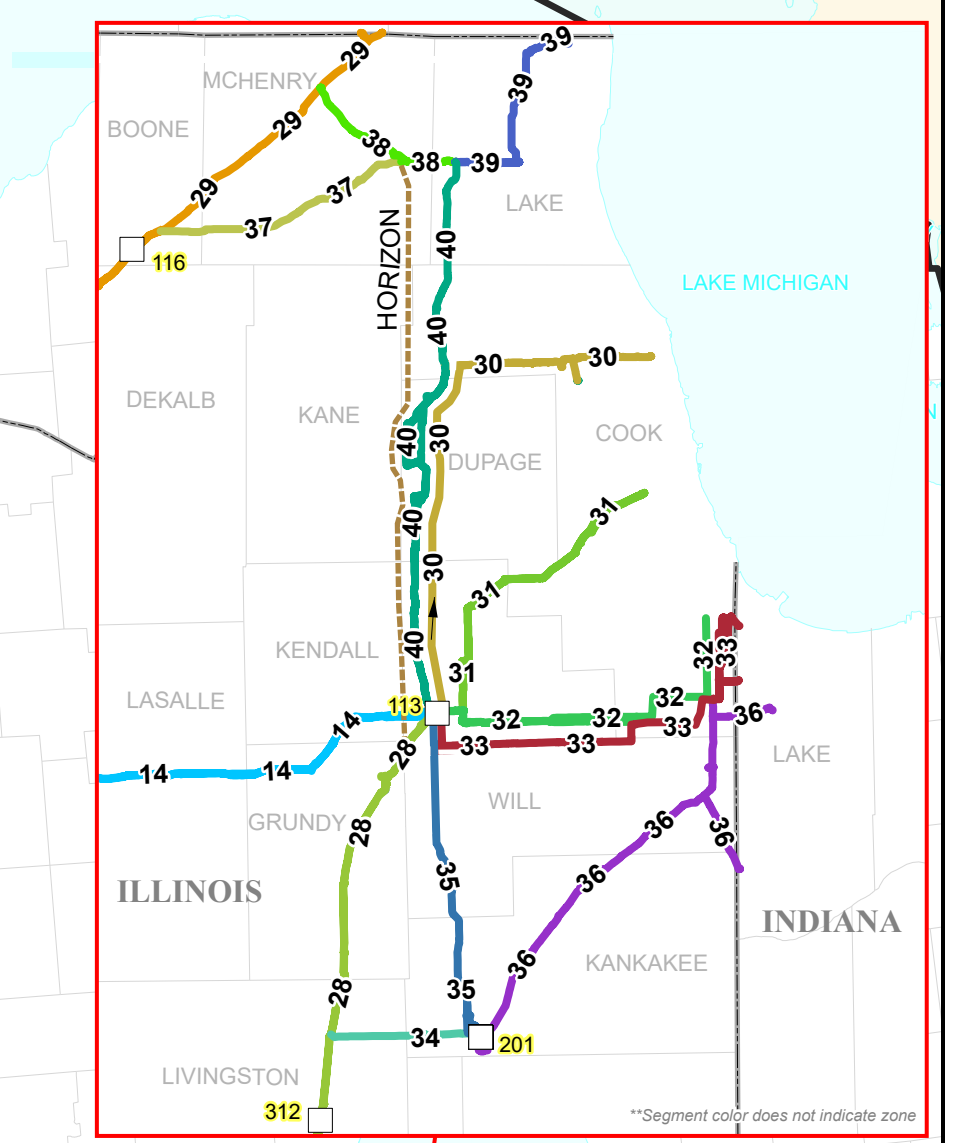 39
29
MCHENRY
39
29
BOONE
38
38
39
29
37
LAKE
37
HORIZON
40
116
LAKE MICHIGAN
40
30
30
DEKALB
KANE
COOK
40
30
DUPAGE
N
31
40
30
31
KENDALL
40
32
33
31
LASALLE
113
32
14
32
32
33
36
28
33
33
LAKE
14
14
WILL
GRUNDY
28
36
36
35
36
ILLINOIS
INDIANA
36
KANKAKEE
28
35
34
201
LIVINGSTON
312
**Segment color does not indicate zone